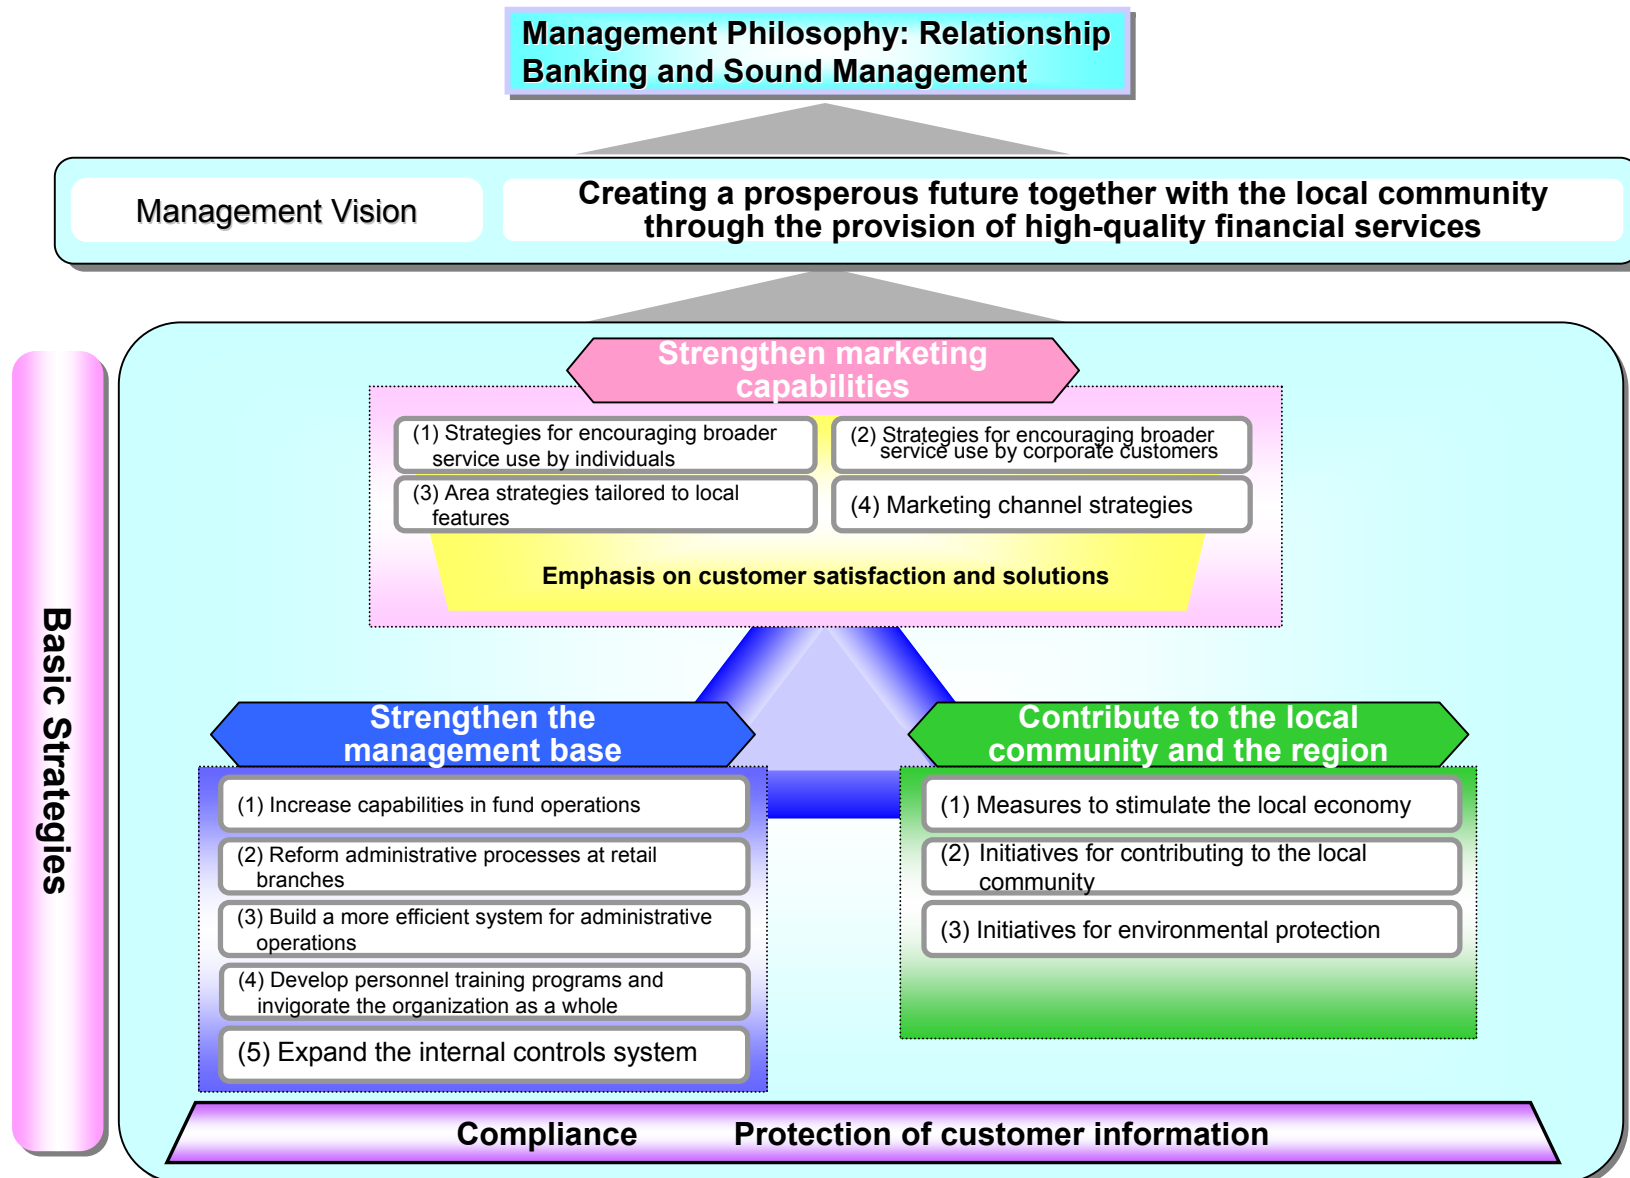 Management Philosophy: Relationship
Banking and Sound Management
Management Vision
Creating a prosperous future together with the local community
through the provision of high-quality financial services
Basic Strategies
Strengthen marketing
capabilities
(1) Strategies for encouraging broader
service use by individuals
(2) Strategies for encouraging broader
service use by corporate customers
(3) Area strategies tailored to local
features
(4) Marketing channel strategies
Emphasis on customer satisfaction and solutions
Strengthen the
management base
(1) Increase capabilities in fund operations
(2) Reform administrative processes at retail
branches
(3) Build a more efficient system for administrative
operations
(4) Develop personnel training programs and
invigorate the organization as a whole
(5) Expand the internal controls system
Contribute to the local
community and the region
(1) Measures to stimulate the local economy
(2) Initiatives for contributing to the local
community
(3) Initiatives for environmental protection
Compliance Protection of customer information